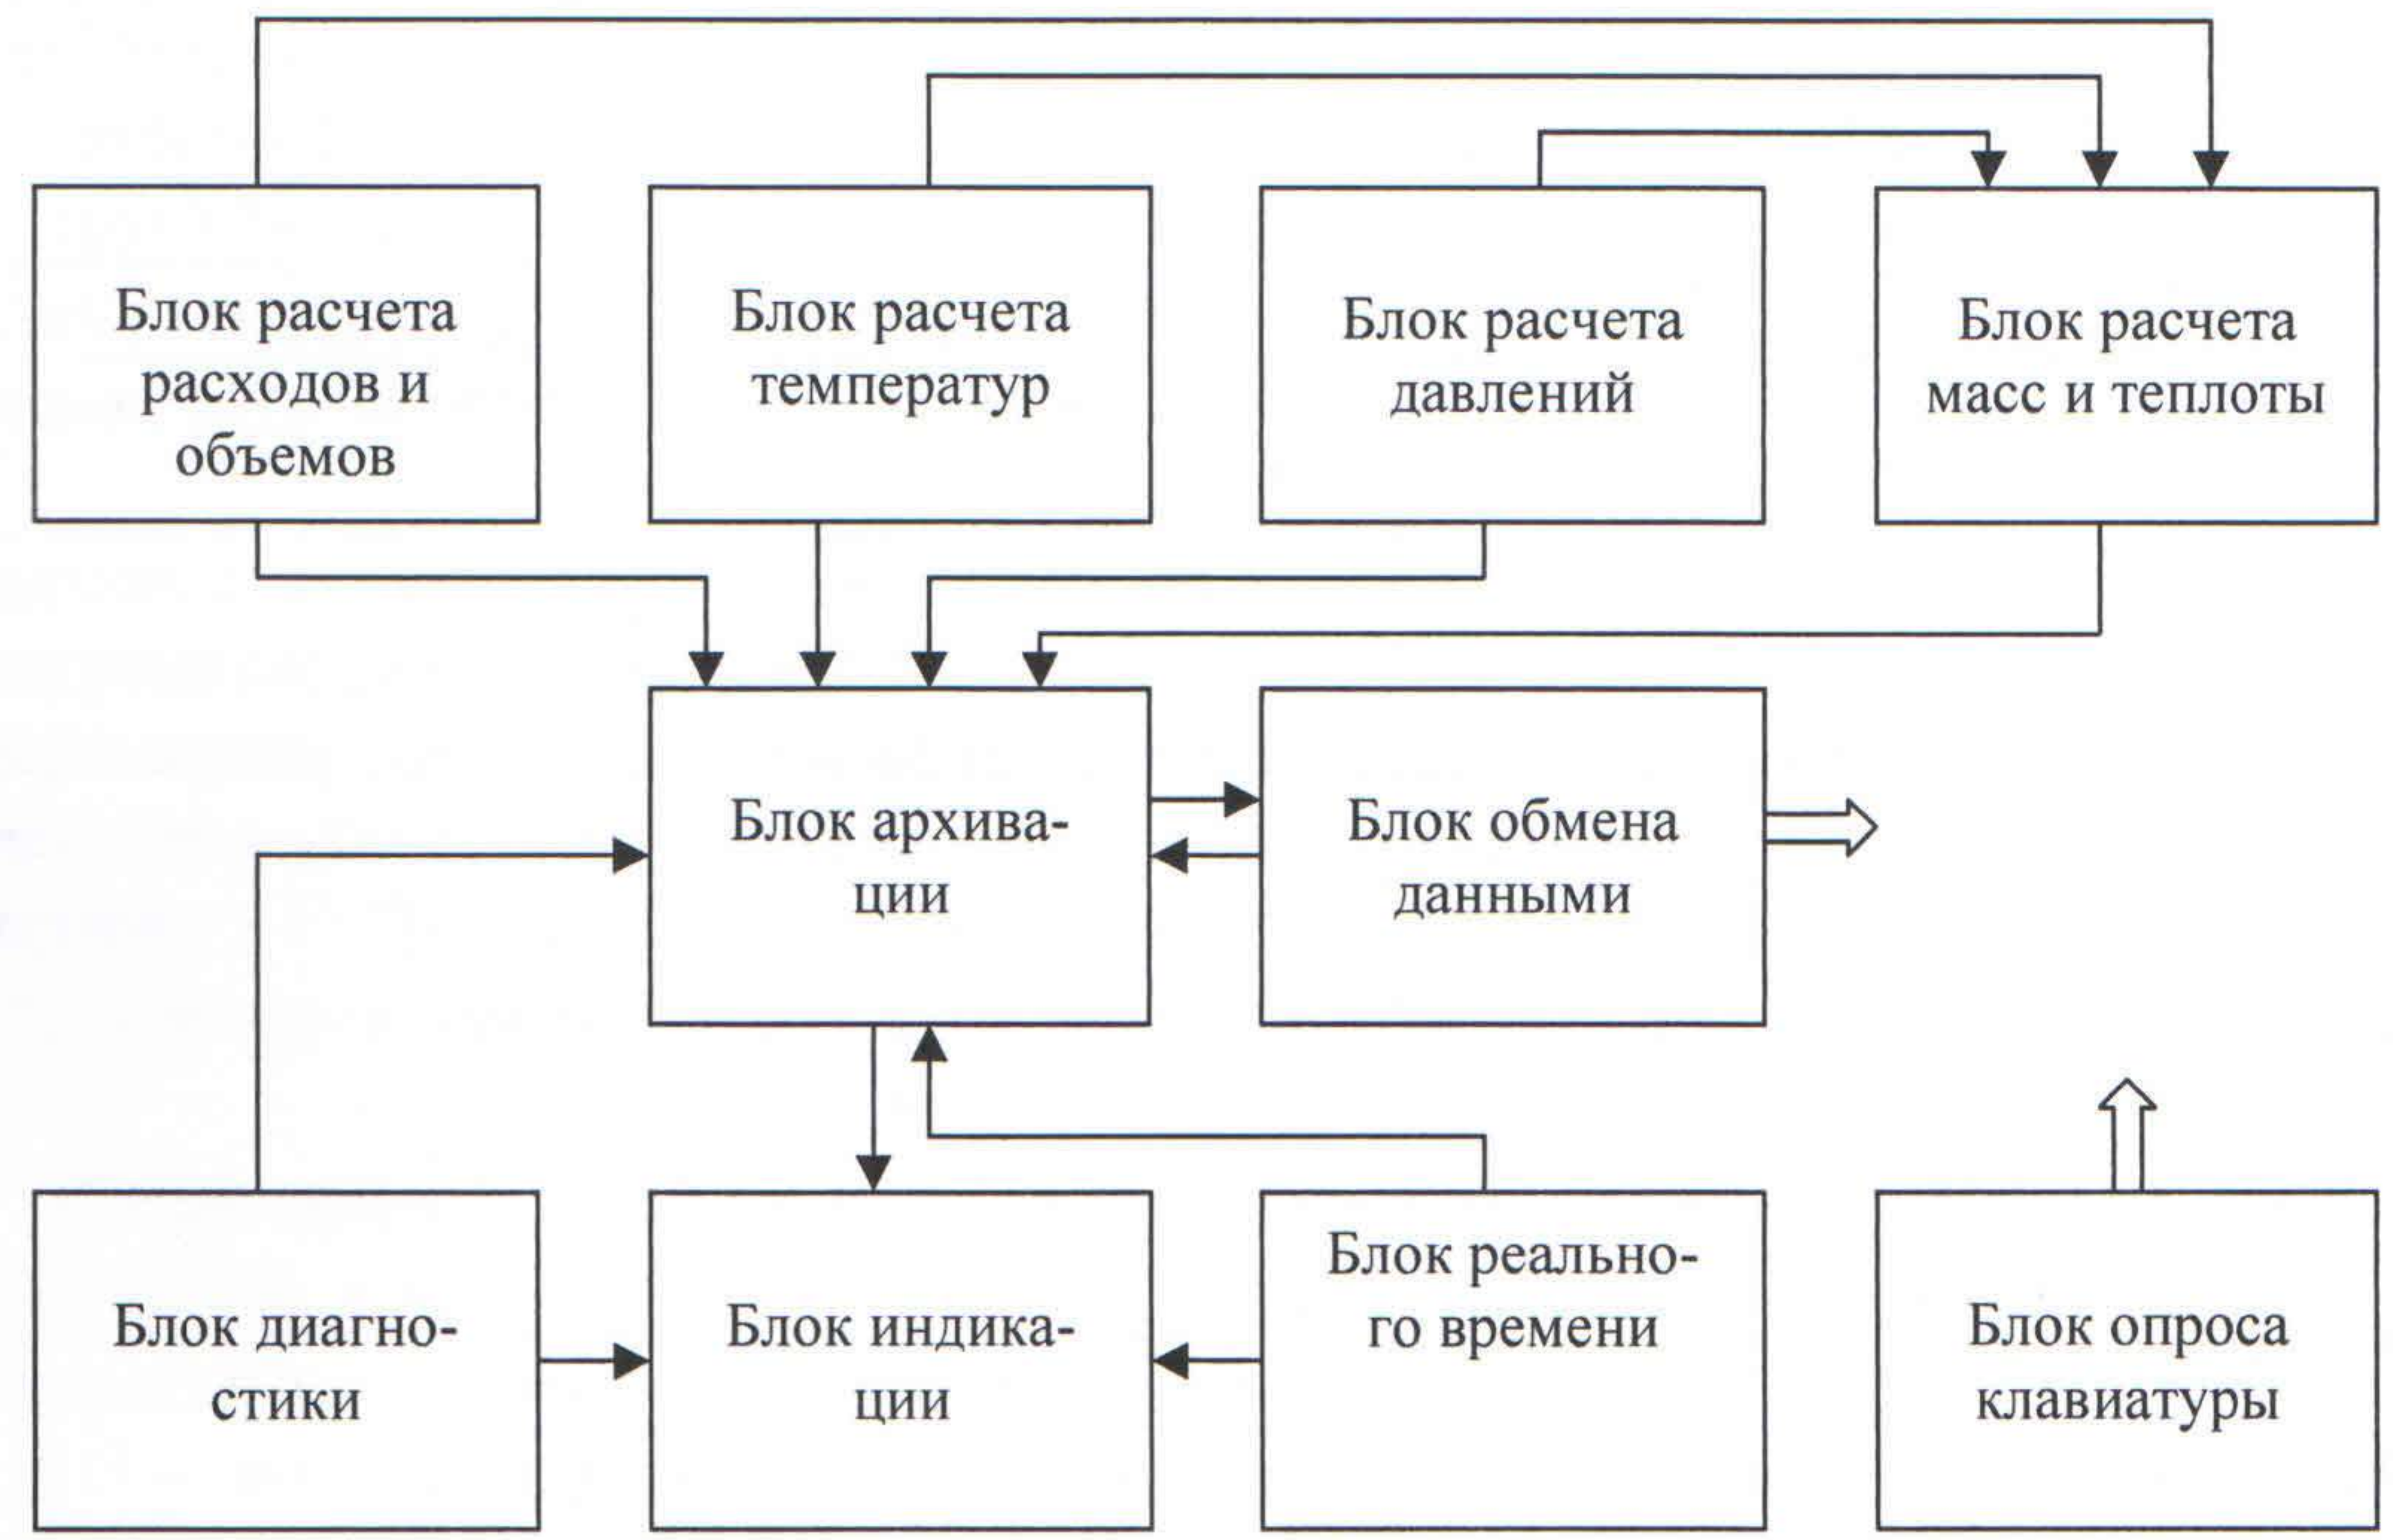 Блок расчета
расходов и
объемов
Блок расчета
температур
Блок расчета
давлений
Блок расчета
масс и теплоты
Блок архива-
ции
Блок обмена
данными
Блок диагно-
стики
Блок индика-
ции
Блок реально-
го времени
Блок опроса
клавиатуры